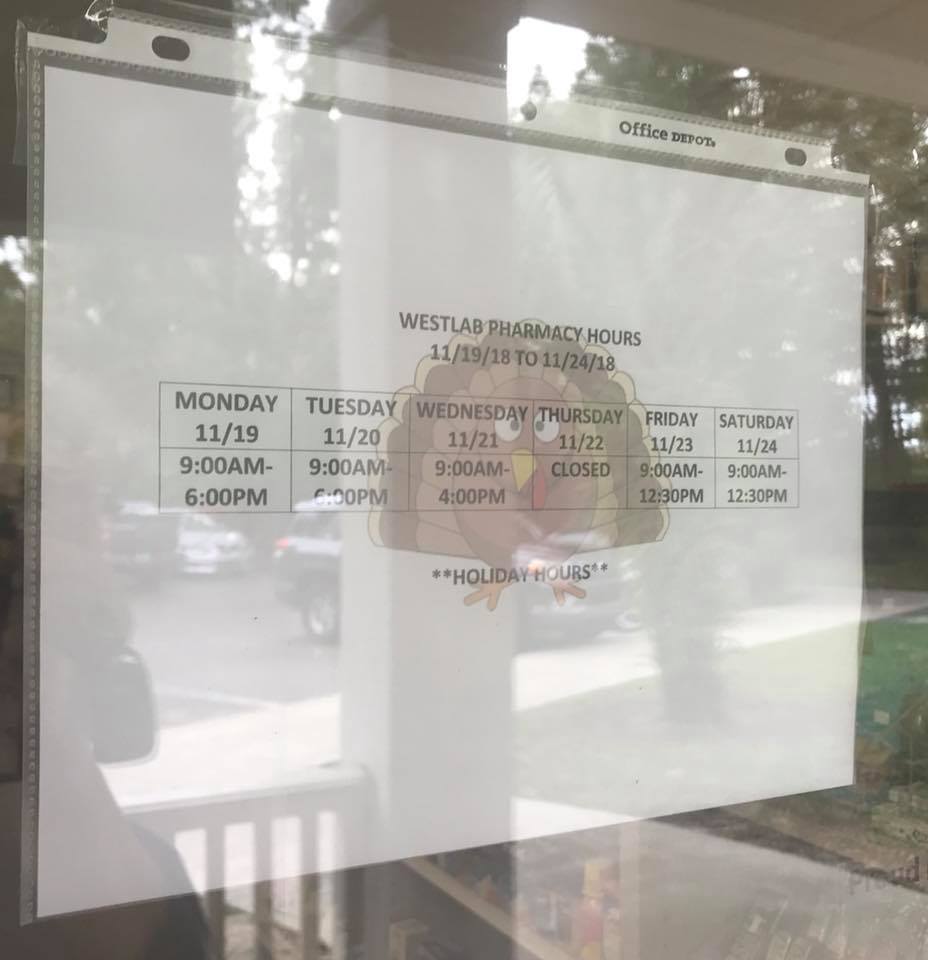 Office DEPOT
WESTLAB PHARMACY HOURS
11/19/18 TO 11/24/18
MONDAY TUESDAY WEDNESDAY THURSDAY FRIDAY SATURDAY
11/19 11/20 11/21 11/22 11/23 11/24
9:00AM- 9:00AM- 9:00AM- CLOSED 9:00AM- 9:00AM-
6:00PM 6:00PM 4:00PM 12:30PM 12:30PM
**HOLIDAY HOURS**
Proud